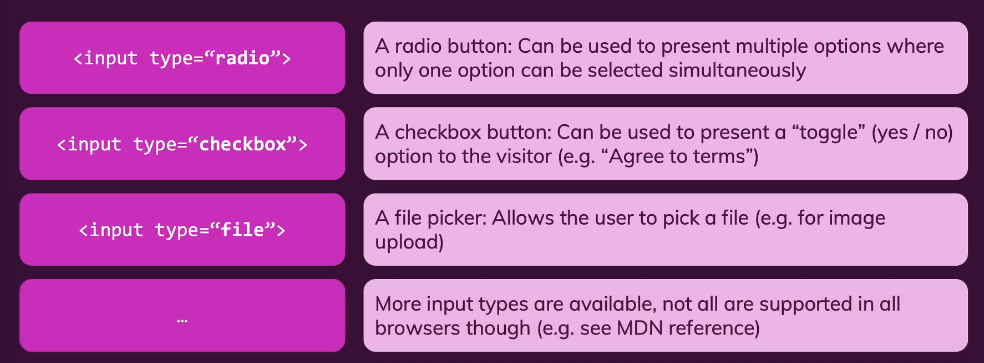 <input type=“radio”>
A radio button: Can be used to present multiple options where
only one option can be selected simultaneously
<input type=“checkbox”>
A checkbox button: Can be used to present a “toggle” (yes / no)
option to the visitor (e.g. “Agree to terms”)
<input type=“file”>
A file picker: Allows the user to pick a file (e.g. for image
upload)
…
More input types are available, not all are supported in all
browsers though (e.g. see MDN reference)